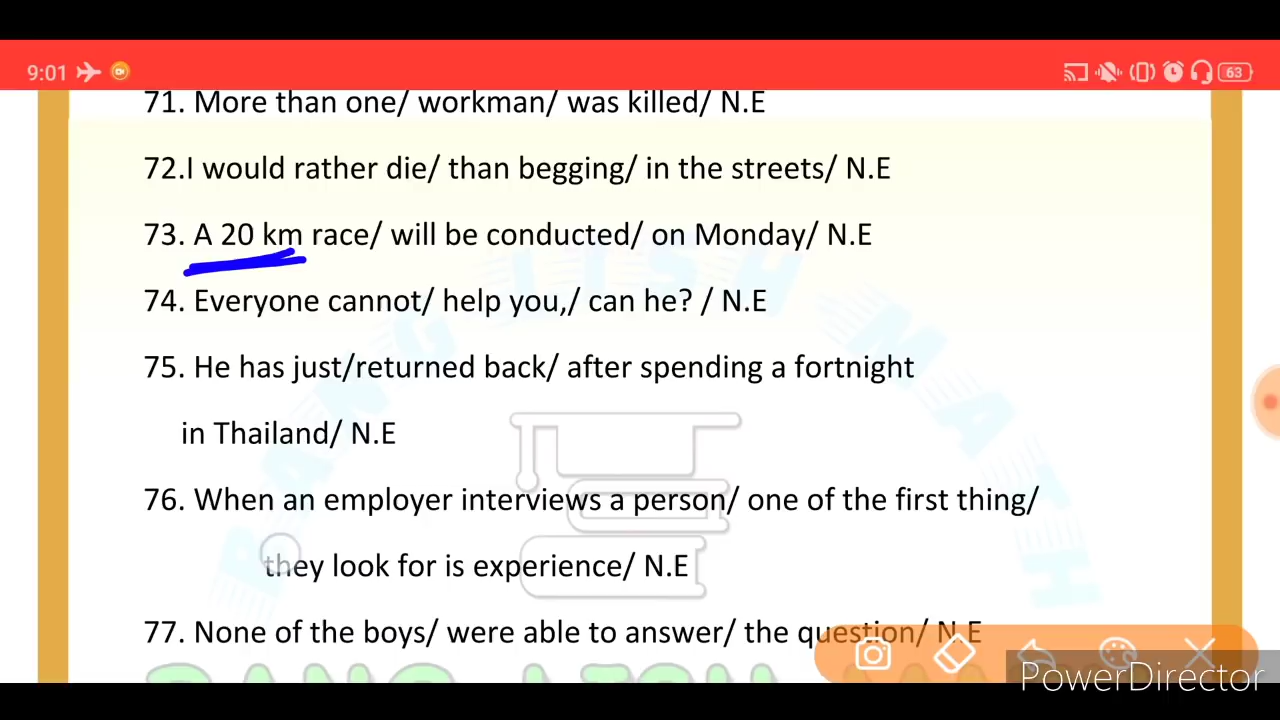 9:01
63
71. More than one/ workman/ was killed/ N.E
72.I would rather die/ than begging/ in the streets/ N.E
73. A 20 km race/ will be conducted/ on Monday/ N.E
74. Everyone cannot/ help you,/ can he? / N.E
75. He has just/returned back/ after spending a fortnight
in Thailand/ N.E
76. When an employer interviews a person/ one of the first thing/
they look for is experience/ N.E
77. None of the boys/ were able to answer/ the question/ N.E
PowerDirector